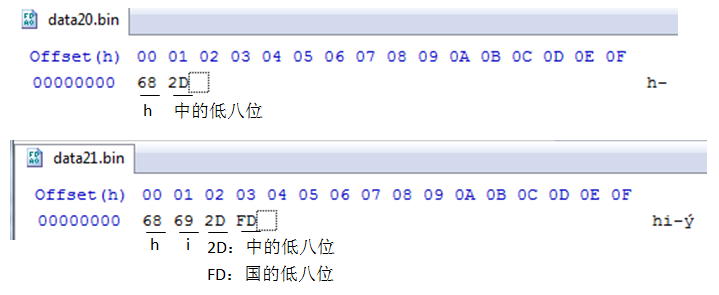 data20.bin
Offset(h) 00 01 02 03 04 05 06 07 08 09 0A 0B 0C 0D 0E 0F
00000000 68 2D h-
h 中的低八位
data21.bin
Offset(h) 00 01 02 03 04 05 06 07 08 09 0A 0B 0C 0D 0E 0F
00000000 68 69 2D FD hi-ý
h i 2D：中的低八位
FD：国的低八位